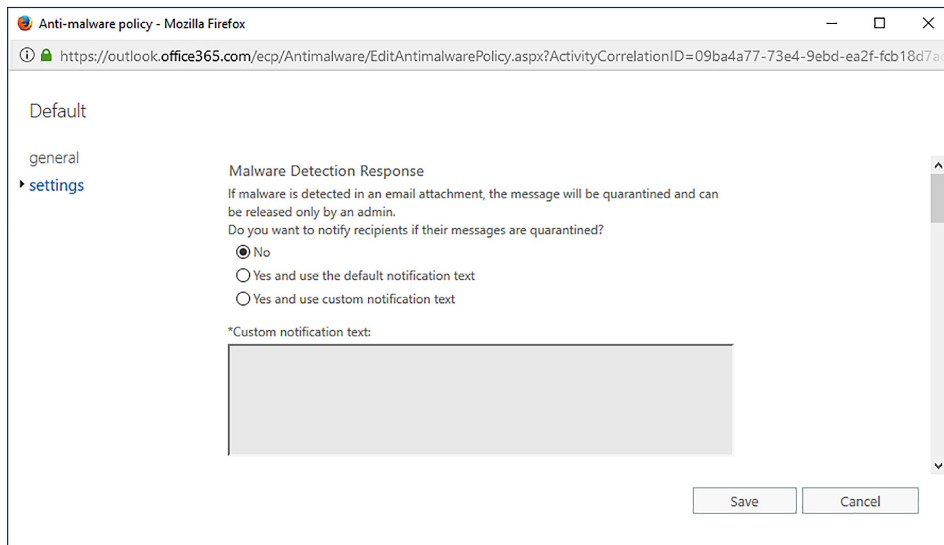 Anti-malware policy - Mozilla Firefox
https://outlook.office365.com/ecp/Antimalware/EditAntimalwarePolicy.aspx?ActivityCorrelationID=09ba4a77-73e4-9ebd-ea2f-fcb18d7a
Default
general
settings
Malware Detection Response
If malware is detected in an email attachment, the message will be quarantined and can
be released only by an admin.
Do you want to notify recipients if their messages are quarantined?
No
Yes and use the default notification text
Yes and use custom notification text
*Custom notification text:
Save
Cancel